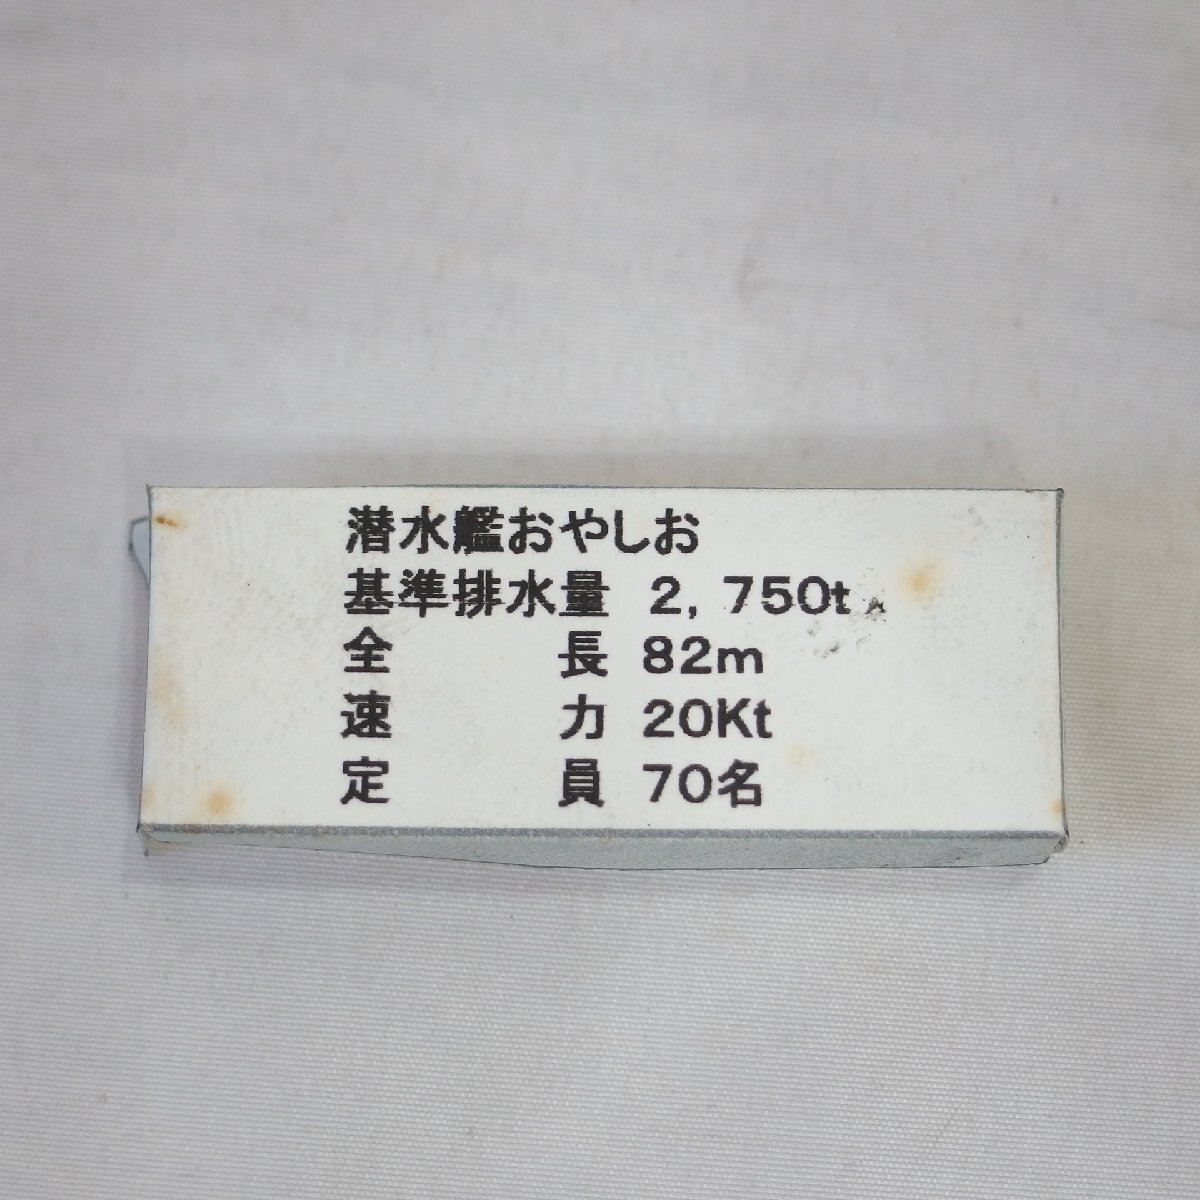 潜水艦おやしお
基準排水量 2,750t
全長 82m
速力 20Kt
定員 70名